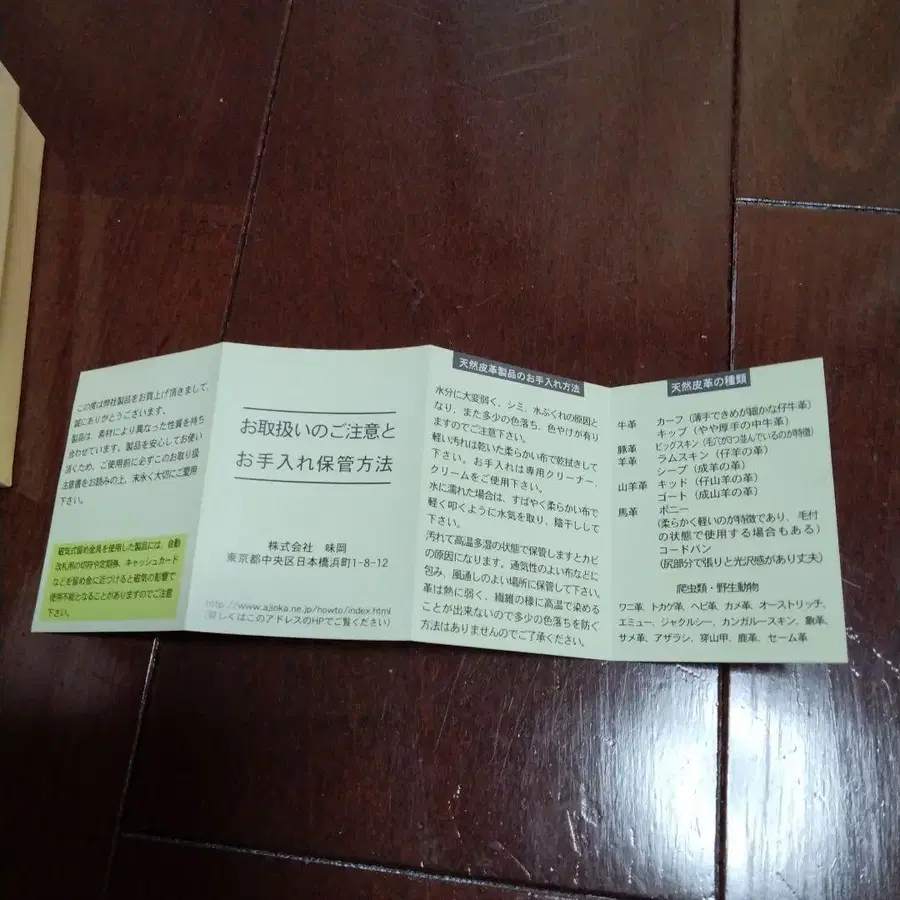 この度は弊社製品をお買上げ頂きまして、
誠にありがとうございます。
製品は、素材により異なった性質を持ち
合わせています。製品を安心してお使い
頂くため、ご使用前に必ずこのお取り扱
注意書をお読みの上、末永く大切にご愛用
下さい。
磁気式留め金具を使用した製品には、自動
改札用の切符や定期券、キャッシュカード
などを留め金に近づけると磁気の影響で
使用不能となることがありますのでご注意
下さい。
お取扱いのご注意と
お手入れ保管方法
株式会社 味岡
東京都中央区日本橋浜町1-8-12
http://www.ajioka.ne.jp/howto/index.html
(詳しくはこのアドレスのHPでご覧ください)
天然皮革製品のお手入れ方法
水分に大変弱く、シミ、水ぶくれの原因と
なり、また多少の色落ち、色やけが有り
ますのでご注意下さい。
軽い汚れは乾いた柔らかい布で乾拭きして
下さい。お手入れは専用クリーナー、
クリームをご使用下さい。
水に濡れた場合は、すばやく柔らかい布で
軽く叩くように水気を取り、陰干しして
下さい。
汚れて高温多湿の状態で保管しますとカビ
の原因になります。通気性のよい布などに
包み、風通しのよい場所に保管して下さい。
革は熱に弱く、繊維の様に高温で染める
ことが出来ないので多少の色落ちを防ぐ
方法はありませんのでご了承ください。
天然皮革の種類
牛革 カーフ(薄手できめが細かな仔牛革)
キップ(やや厚手の中牛革)
豚革 ピッグスキン(毛穴が3つ並んでいるのが特徴)
羊革 ラムスキン(仔羊の革)
シープ(成羊の革)
山羊革 キッド(仔山羊の革)
ゴート(成山羊の革)
馬革 ポニー
(柔らかく軽いのが特徴であり、毛付
の状態で使用する場合もある)
コードバン
(尻部分で張りと光沢感があり丈夫)
爬虫類・野生動物
ワニ革、トカゲ革、ヘビ革、カメ革、オーストリッチ、
エミュー、ジャクルシー、カンガルースキン、象革、
サメ革、アザラシ、穿山甲、鹿革、セーム革